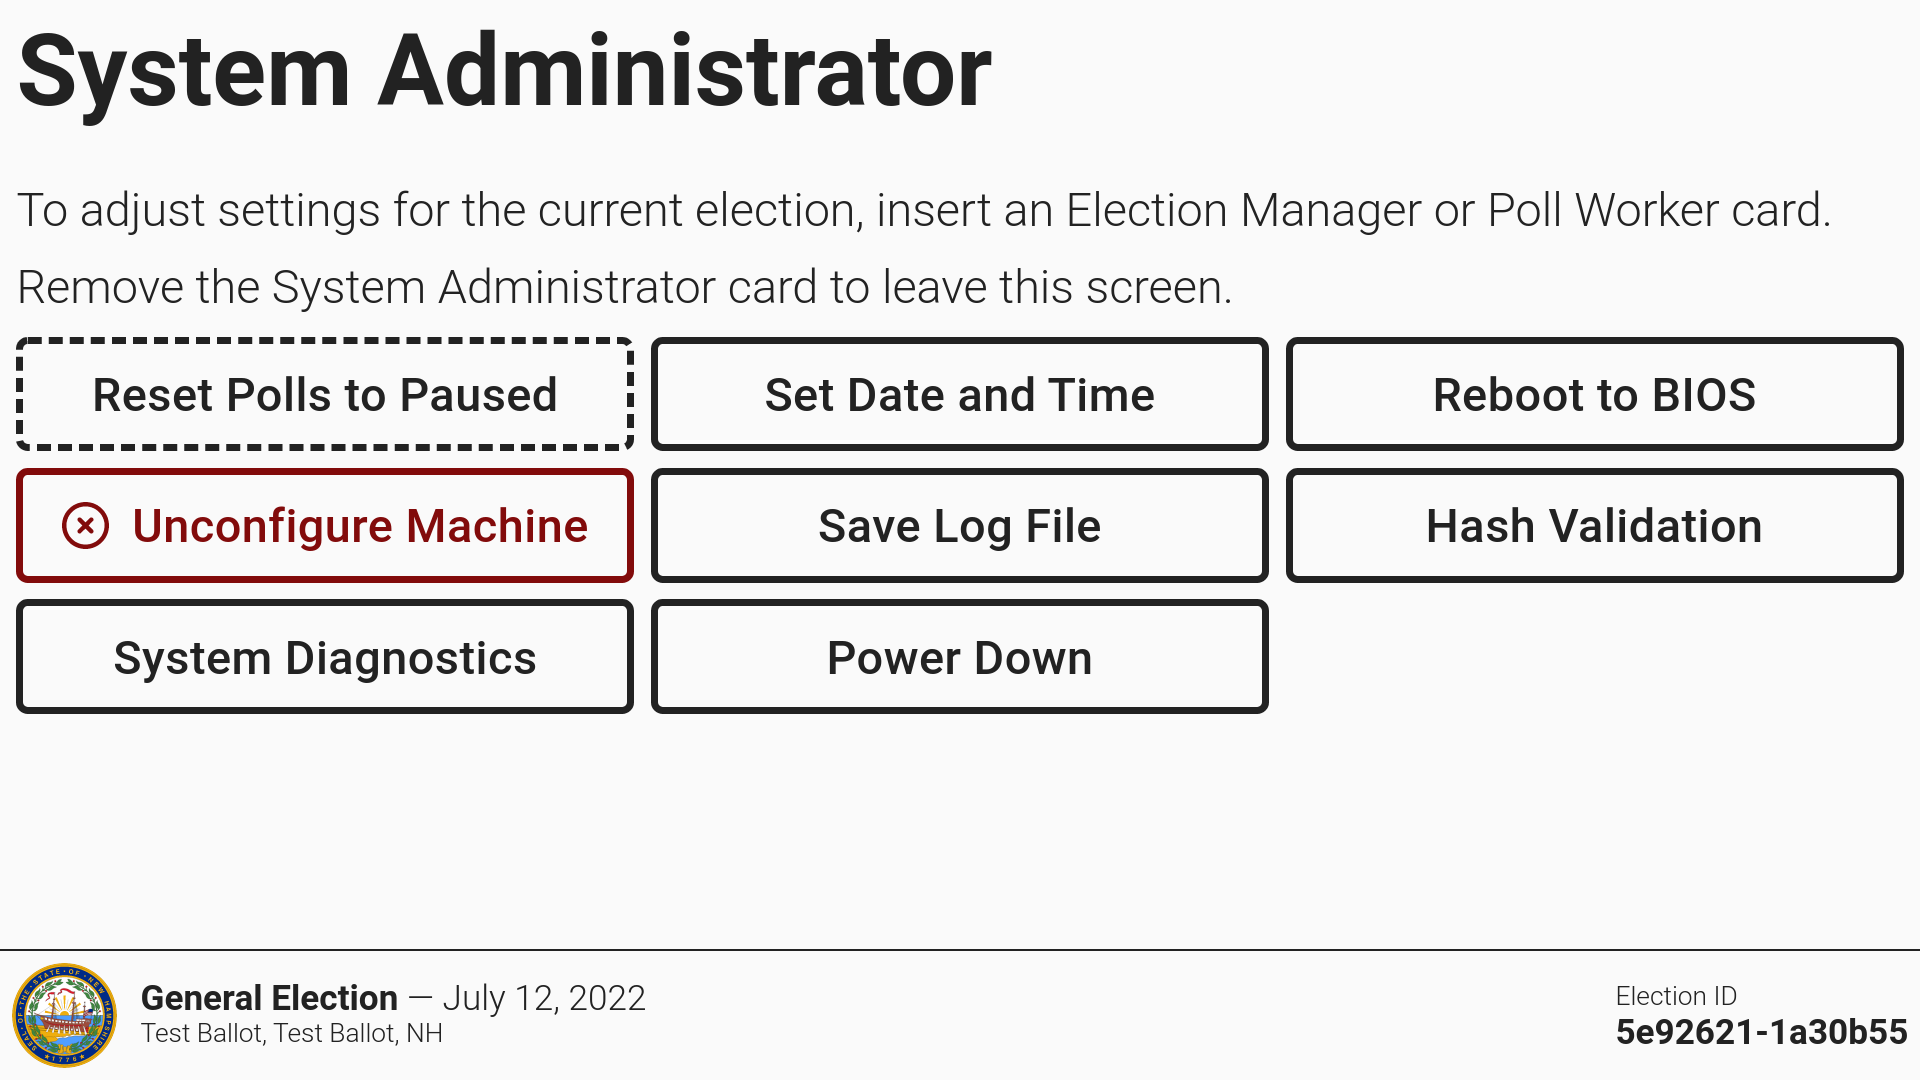 System Administrator
To adjust settings for the current election, insert an Election Manager or Poll Worker card.
Remove the System Administrator card to leave this screen.
Reset Polls to Paused
Set Date and Time
Reboot to BIOS
Unconfigure Machine
Save Log File
Hash Validation
System Diagnostics
Power Down
SEAL · OF · THE · STATE · OF · NEW HAMPSHIRE
1776
General Election — July 12, 2022
Test Ballot, Test Ballot, NH
Election ID
5e92621-1a30b55